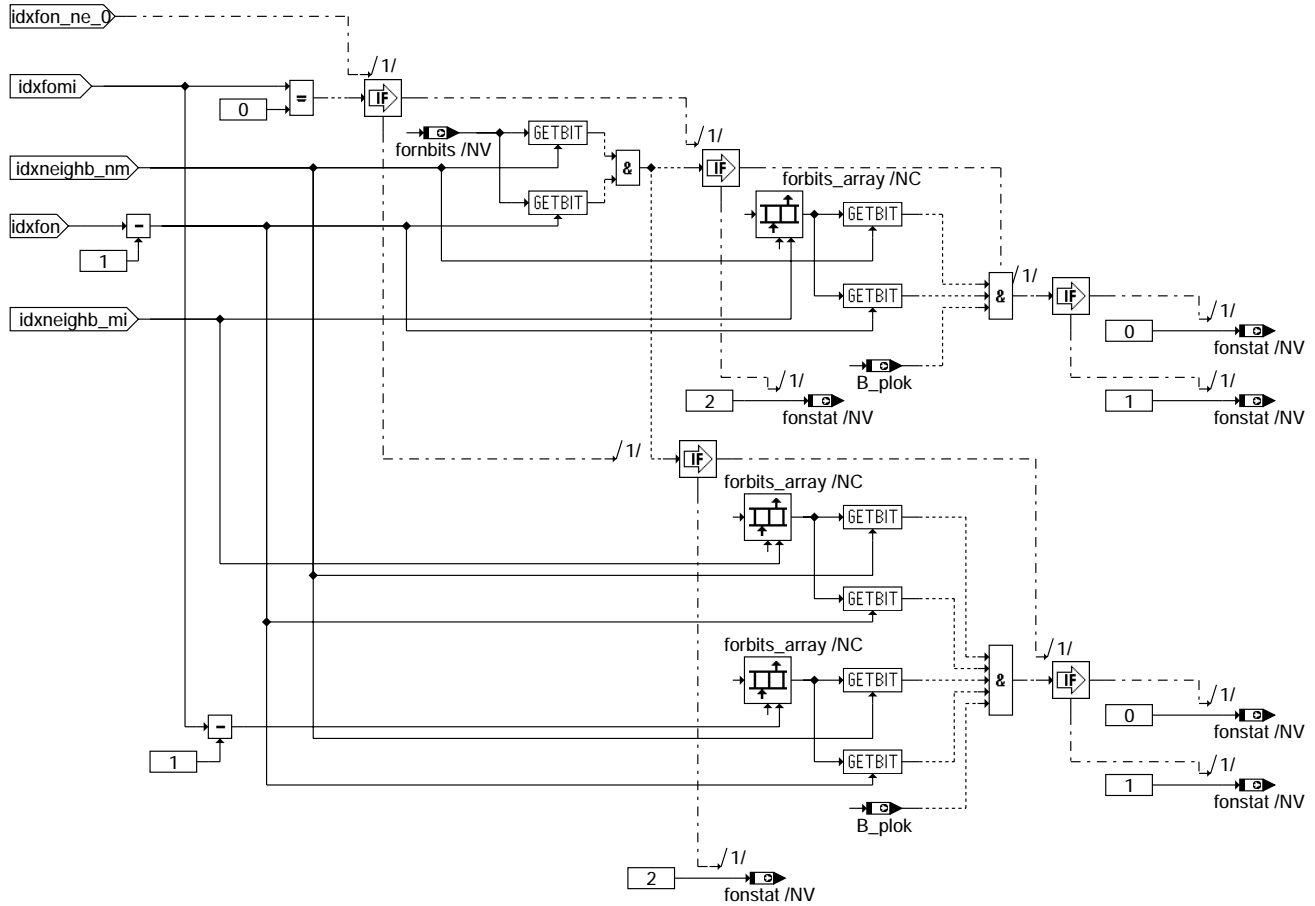 idxfon_ne_0
/1/
idxfomi
=
IF
0
/1/
fornbits /NV
GETBIT
&
IF
idxneighb_nm
forbits_array /NC
GETBIT
GETBIT
idxfon
-
1
/1/
GETBIT
&
IF
idxneighb_mi
/1/
0
fonstat /NV
B_plok
/1/
/1/
2
fonstat /NV
1
fonstat /NV
/1/
IF
forbits_array /NC
GETBIT
GETBIT
forbits_array /NC
/1/
GETBIT
&
IF
/1/
-
0
fonstat /NV
1
GETBIT
/1/
1
fonstat /NV
B_plok
/1/
2
fonstat /NV